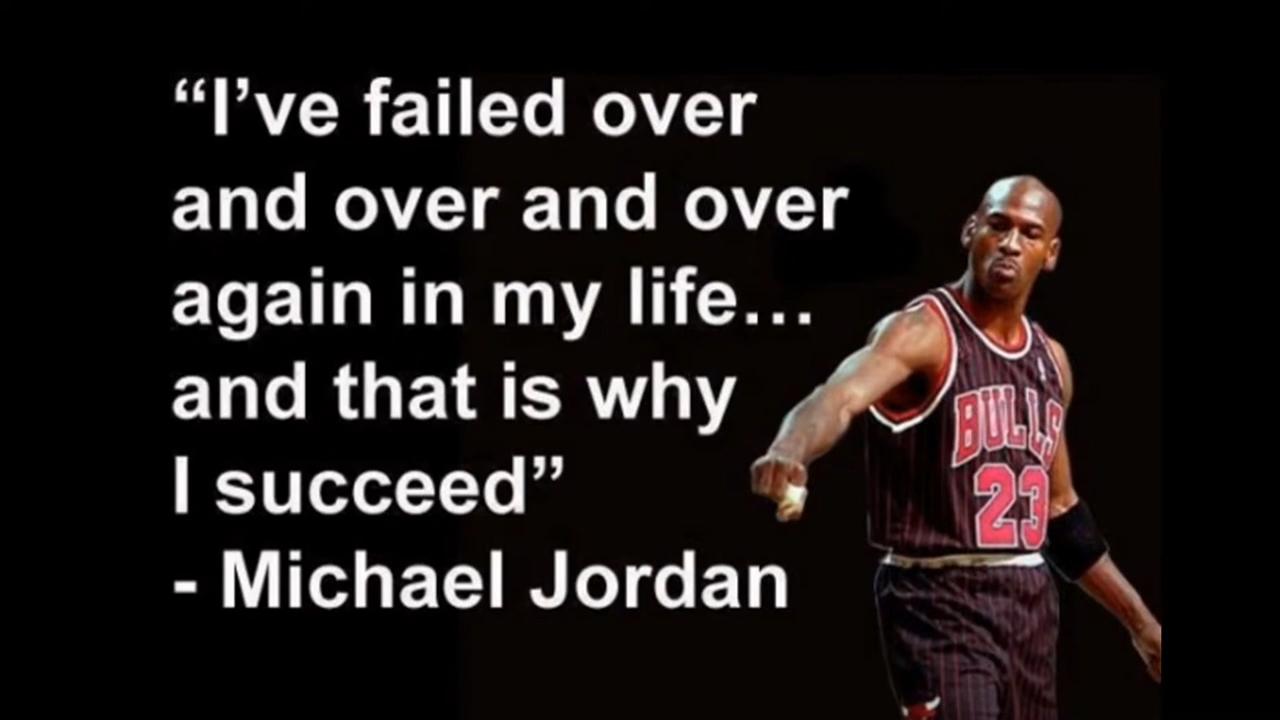 “I’ve failed over
and over and over
again in my life…
and that is why
I succeed”
- Michael Jordan
BULLS
23